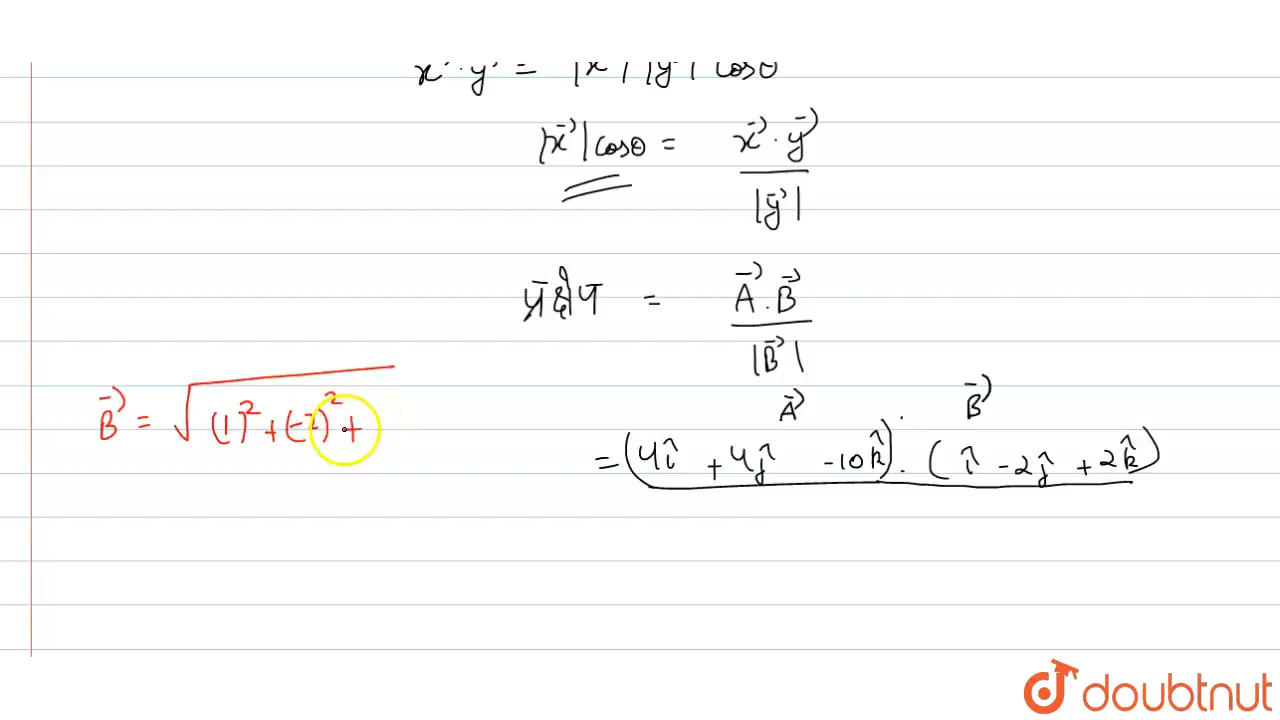 x⃗ · y⃗ = |x⃗| |y⃗| cosθ
|x⃗| cosθ = x⃗ · y⃗
|y⃗|
प्रक्षेप = A⃗ . B⃗
|B⃗|
B⃗ = √(1)² + (-2)² +
A⃗ . B⃗
= (4î + 4ĵ - 10k̂) . (î - 2ĵ + 2k̂)
doubtnut